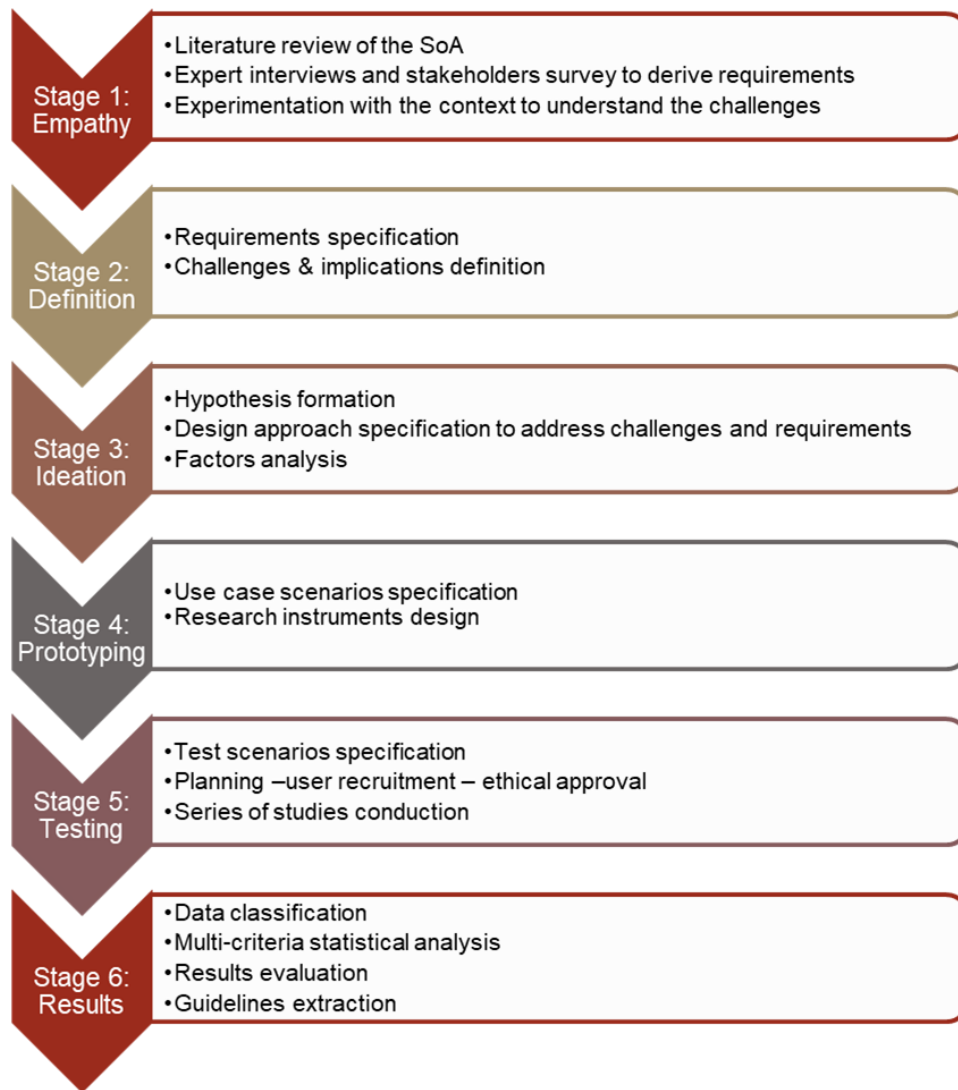 Stage 1:
Empathy
•Literature review of the SoA
•Expert interviews and stakeholders survey to derive requirements
•Experimentation with the context to understand the challenges
Stage 2:
Definition
•Requirements specification
•Challenges & implications definition
Stage 3:
Ideation
•Hypothesis formation
•Design approach specification to address challenges and requirements
•Factors analysis
Stage 4:
Prototyping
•Use case scenarios specification
•Research instruments design
Stage 5:
Testing
•Test scenarios specification
•Planning –user recruitment – ethical approval
•Series of studies conduction
Stage 6:
Results
•Data classification
•Multi-criteria statistical analysis
•Results evaluation
•Guidelines extraction